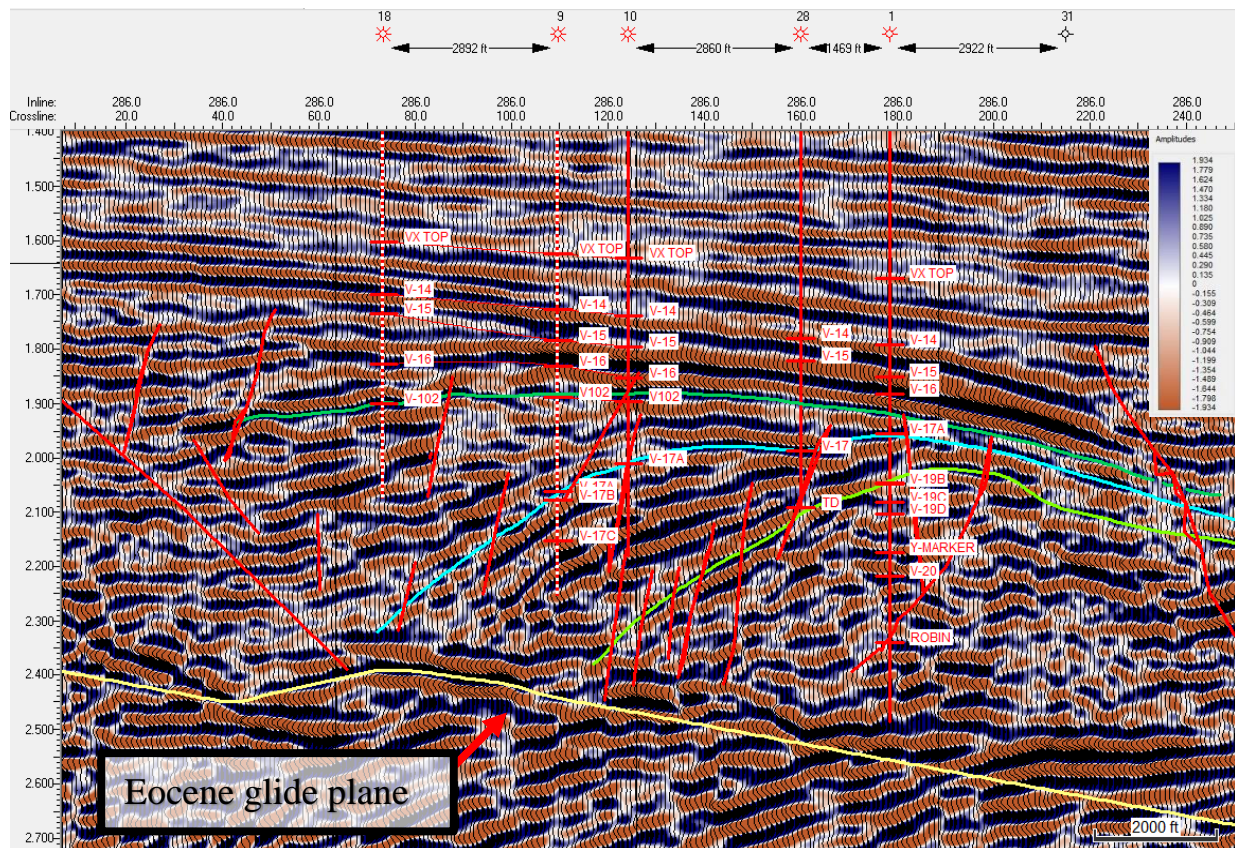 18 9 10 28 1 31
2892 ft 2860 ft 1469 ft 2922 ft
Inline: 286.0 286.0 286.0 286.0 286.0 286.0 286.0 286.0 286.0 286.0 286.0 286.0
Crossline: 20.0 40.0 60.0 80.0 100.0 120.0 140.0 160.0 180.0 200.0 220.0 240.0
1.400
1.500
1.600
1.700
1.800
1.900
2.000
2.100
2.200
2.300
2.400
2.500
2.600
2.700
Amplitudes
1.934
1.779
1.624
1.470
1.334
1.180
1.025
0.890
0.735
0.580
0.445
0.290
0.135
0
-0.155
-0.309
-0.464
-0.599
-0.754
-0.909
-1.044
-1.199
-1.354
-1.489
-1.644
-1.798
-1.934
VX TOP
V-14
V-15
V-16
V-102
VX TOP
V-14
V-15
V-16
V102
V-17B
V-17C
VX TOP
V-14
V-15
V-16
V102
V-17A
V-14
V-15
V-17
TD
VX TOP
V-14
V-15
V-16
V-17A
V-19B
V-19C
V-19D
Y-MARKER
V-20
ROBIN
Eocene glide plane
2000 ft